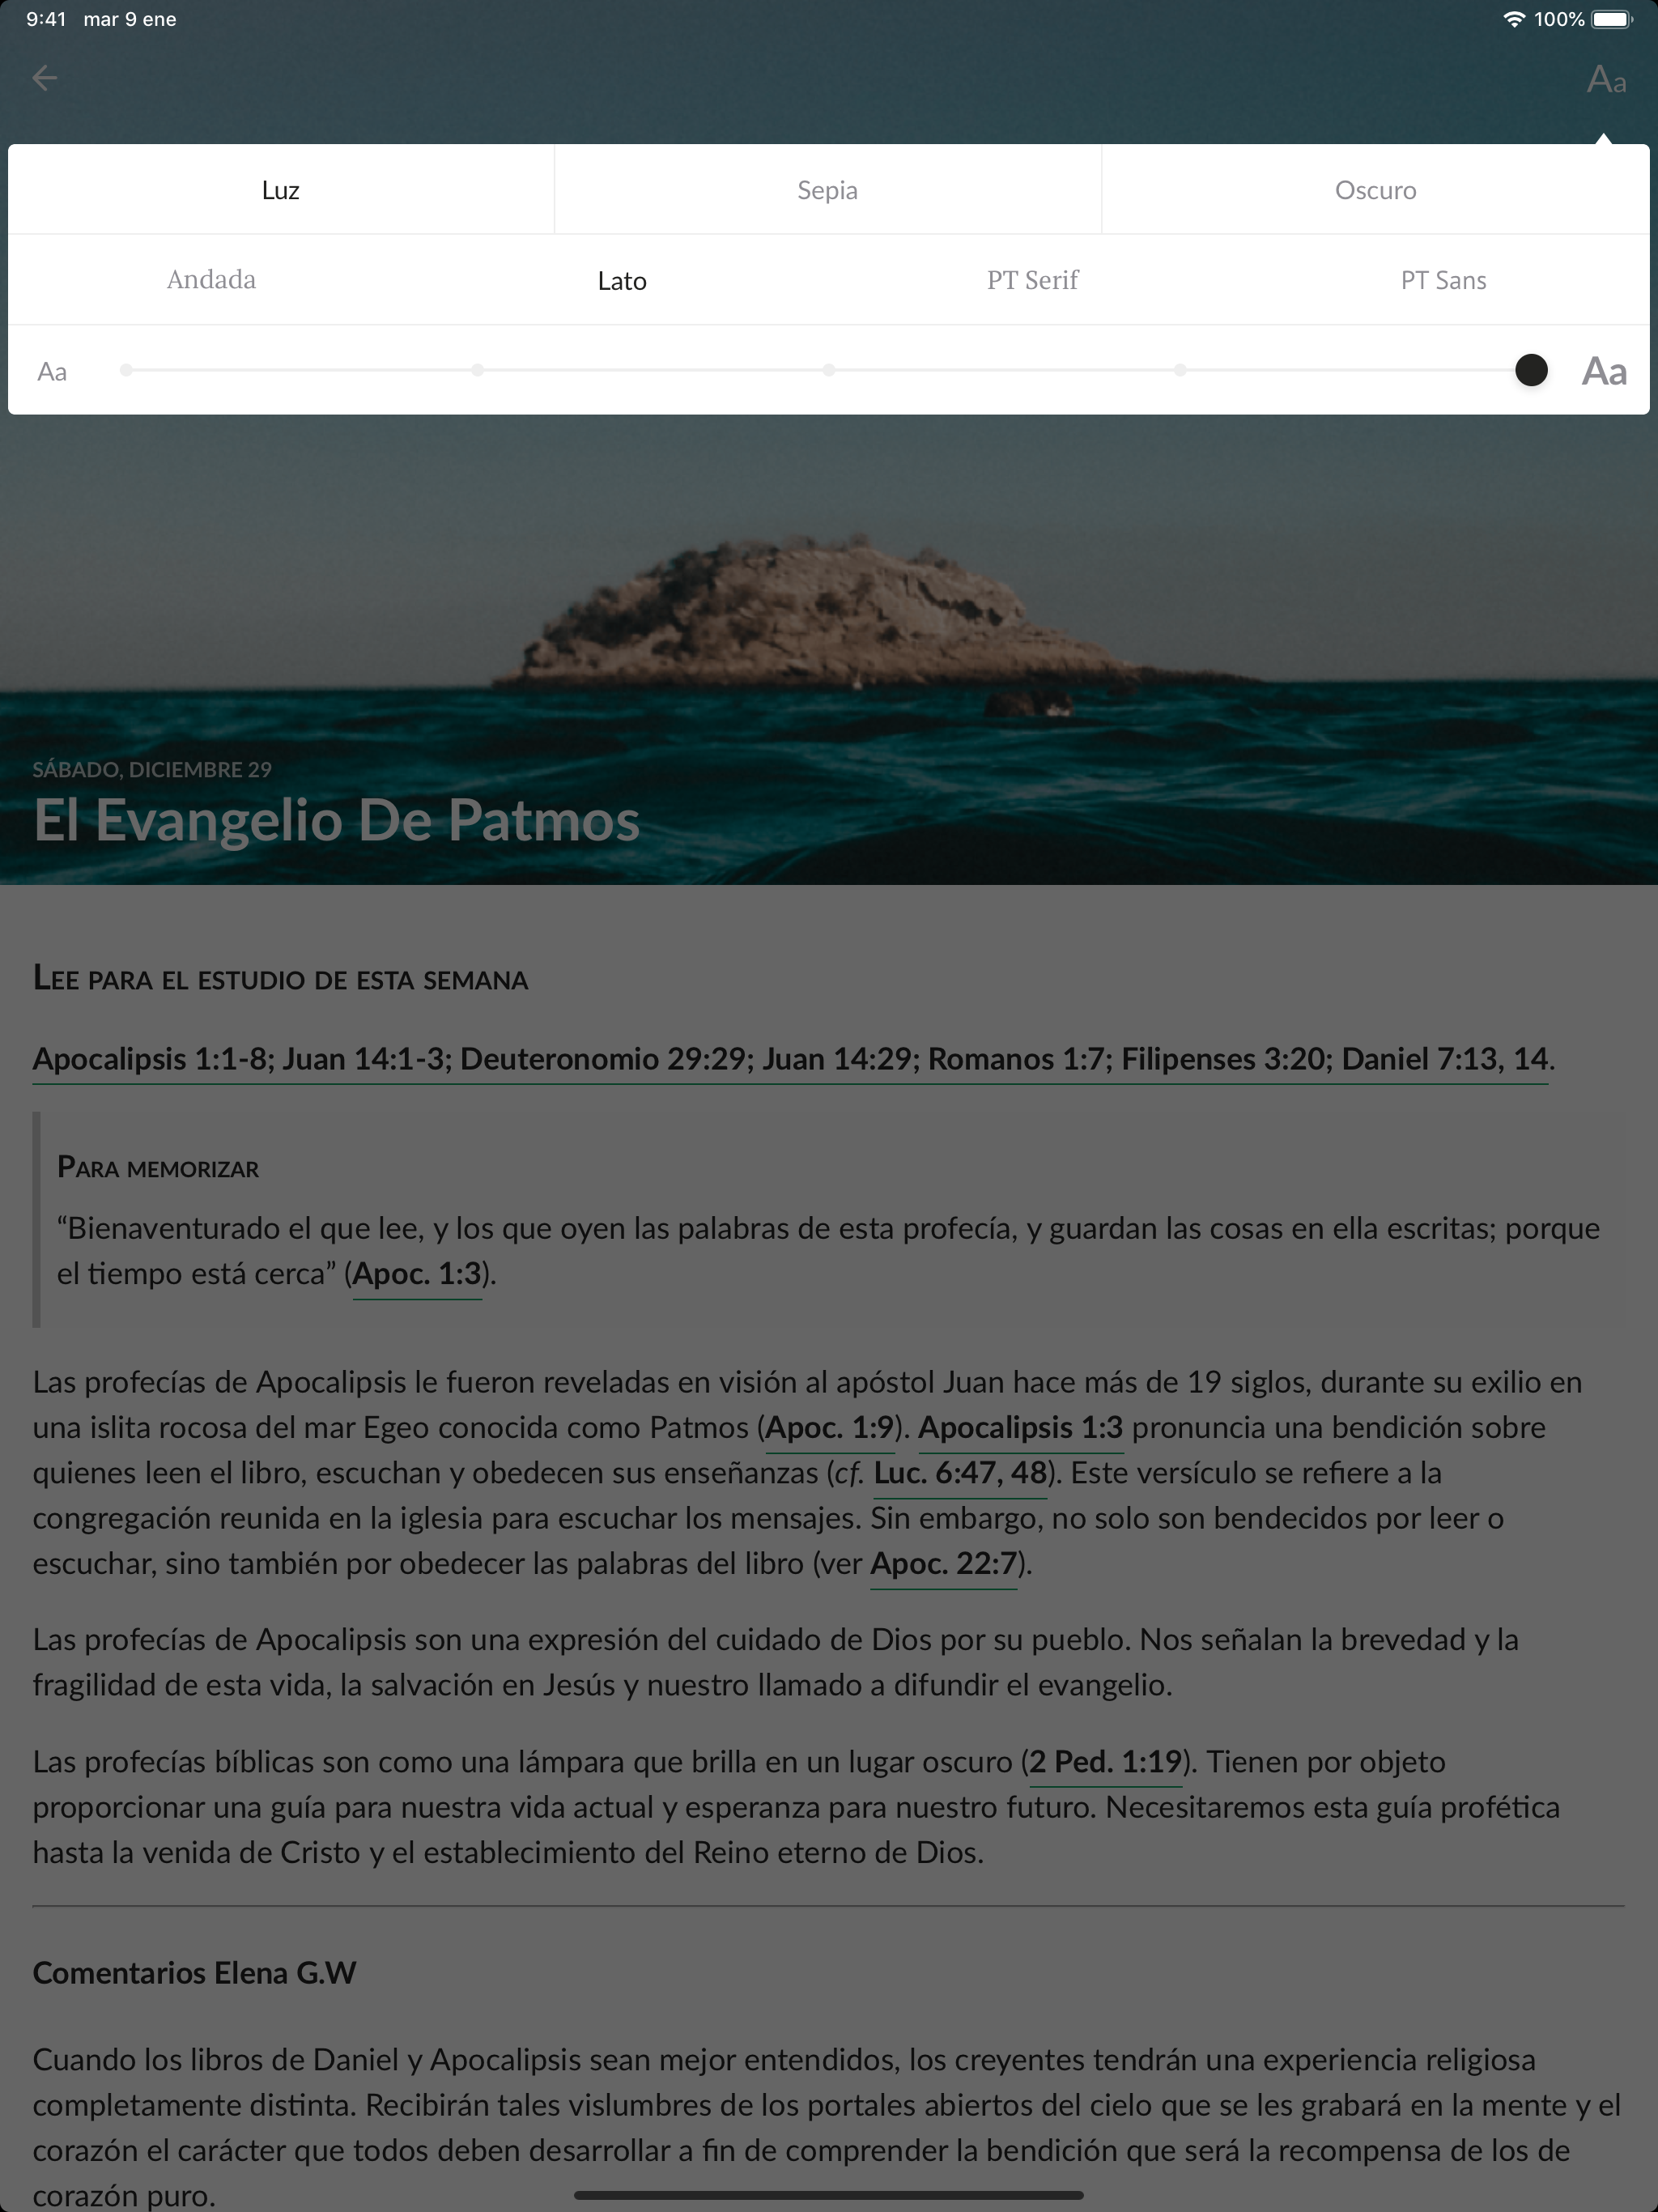 9:41 mar 9 ene 100%
Aa
Luz Sepia Oscuro
Andada Lato PT Serif PT Sans
Aa Aa
SÁBADO, DICIEMBRE 29
El Evangelio De Patmos
Lee para el estudio de esta semana
Apocalipsis 1:1-8; Juan 14:1-3; Deuteronomio 29:29; Juan 14:29; Romanos 1:7; Filipenses 3:20; Daniel 7:13, 14.
Para memorizar
“Bienaventurado el que lee, y los que oyen las palabras de esta profecía, y guardan las cosas en ella escritas; porque
el tiempo está cerca” (Apoc. 1:3).
Las profecías de Apocalipsis le fueron reveladas en visión al apóstol Juan hace más de 19 siglos, durante su exilio en
una islita rocosa del mar Egeo conocida como Patmos (Apoc. 1:9). Apocalipsis 1:3 pronuncia una bendición sobre
quienes leen el libro, escuchan y obedecen sus enseñanzas (cf. Luc. 6:47, 48). Este versículo se refiere a la
congregación reunida en la iglesia para escuchar los mensajes. Sin embargo, no solo son bendecidos por leer o
escuchar, sino también por obedecer las palabras del libro (ver Apoc. 22:7).
Las profecías de Apocalipsis son una expresión del cuidado de Dios por su pueblo. Nos señalan la brevedad y la
fragilidad de esta vida, la salvación en Jesús y nuestro llamado a difundir el evangelio.
Las profecías bíblicas son como una lámpara que brilla en un lugar oscuro (2 Ped. 1:19). Tienen por objeto
proporcionar una guía para nuestra vida actual y esperanza para nuestro futuro. Necesitaremos esta guía profética
hasta la venida de Cristo y el establecimiento del Reino eterno de Dios.
Comentarios Elena G.W
Cuando los libros de Daniel y Apocalipsis sean mejor entendidos, los creyentes tendrán una experiencia religiosa
completamente distinta. Recibirán tales vislumbres de los portales abiertos del cielo que se les grabará en la mente y el
corazón el carácter que todos deben desarrollar a fin de comprender la bendición que será la recompensa de los de
corazón puro.